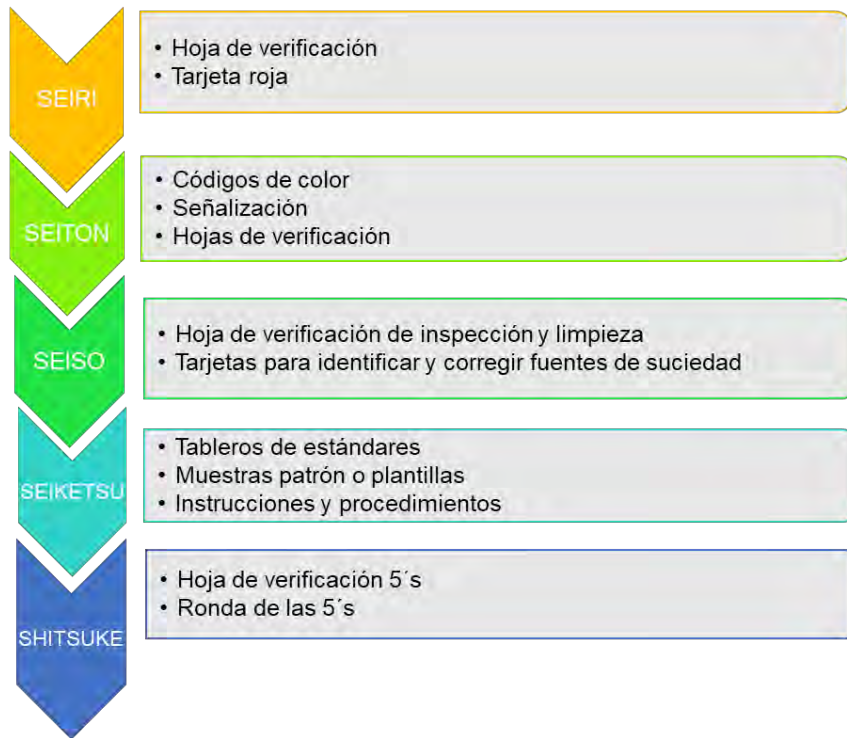 SEIRI
• Hoja de verificación
• Tarjeta roja
SEITON
• Códigos de color
• Señalización
• Hojas de verificación
SEISO
• Hoja de verificación de inspección y limpieza
• Tarjetas para identificar y corregir fuentes de suciedad
SEIKETSU
• Tableros de estándares
• Muestras patrón o plantillas
• Instrucciones y procedimientos
SHITSUKE
• Hoja de verificación 5´s
• Ronda de las 5´s